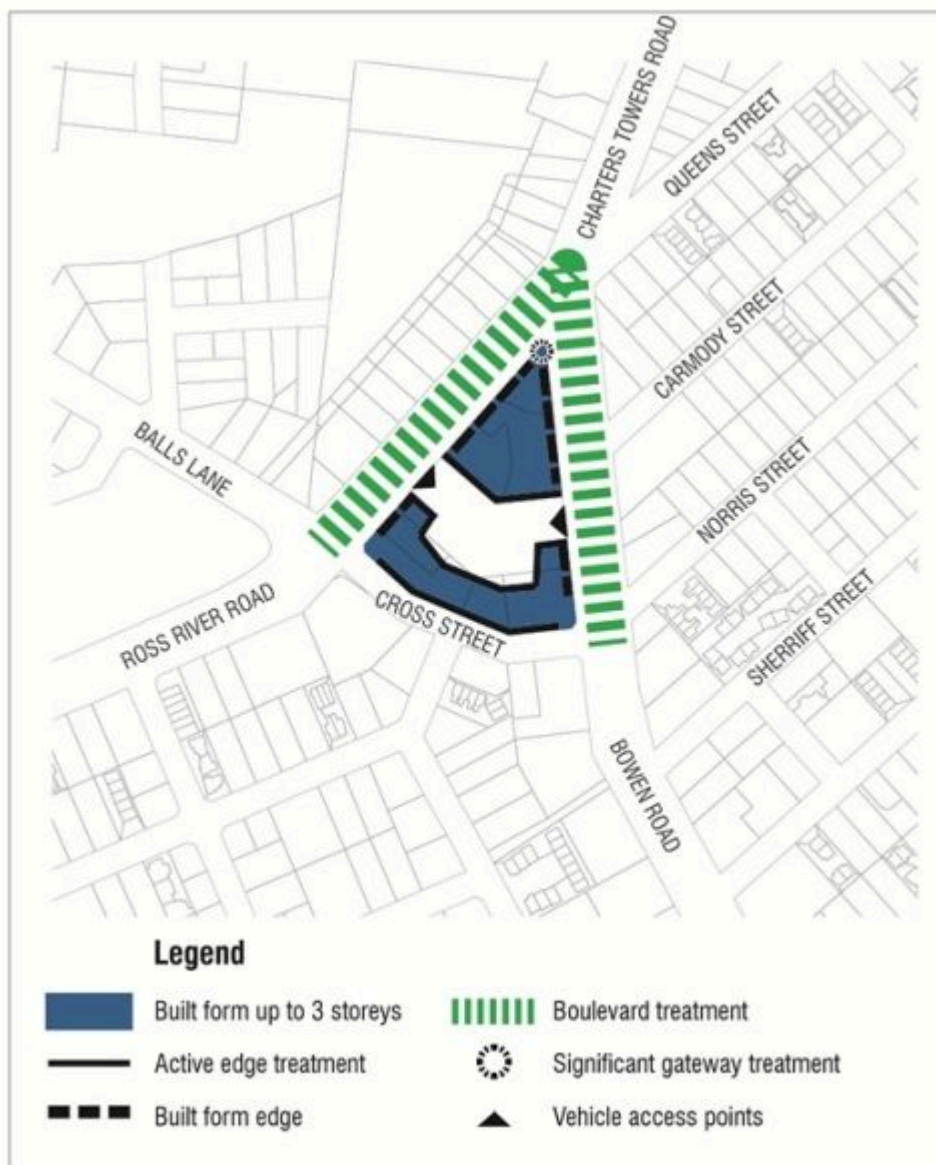 CHARTERS TOWERS ROAD
QUEENS STREET
CARMODY STREET
BALLS LANE
NORRIS STREET
ROSS RIVER ROAD
CROSS STREET
SHERRIFF STREET
BOWEN ROAD
Legend
Built form up to 3 storeys
Boulevard treatment
Active edge treatment
Significant gateway treatment
Built form edge
Vehicle access points